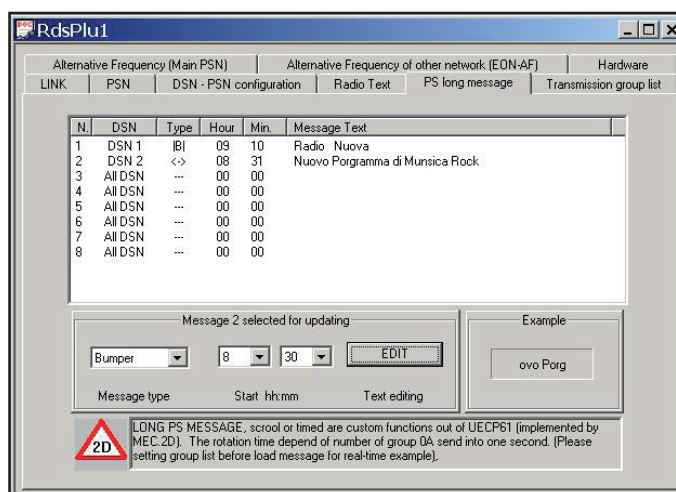 RdsPlu1
Alternative Frequency (Main PSN) Alternative Frequency of other network (EON-AF) Hardware
LINK PSN DSN - PSN configuration Radio Text PS long message Transmission group list
N. DSN Type Hour Min. Message Text
1 DSN 1 |B| 09 10 Radio Nuova
2 DSN 2 <-> 08 31 Nuovo Porgramma di Munsica Rock
3 All DSN --- 00 00
4 All DSN --- 00 00
5 All DSN --- 00 00
6 All DSN --- 00 00
7 All DSN --- 00 00
8 All DSN --- 00 00
Message 2 selected for updating
Bumper 8 30 EDIT
Message type Start hh:mm Text editing
Example
ovo Porg
2D
LONG PS MESSAGE, scrool or timed are custom functions out of UECP61 (implemented by
MEC.2D). The rotation time depend of number of group 0A send into one second. (Please
setting group list before load message for real-time example),